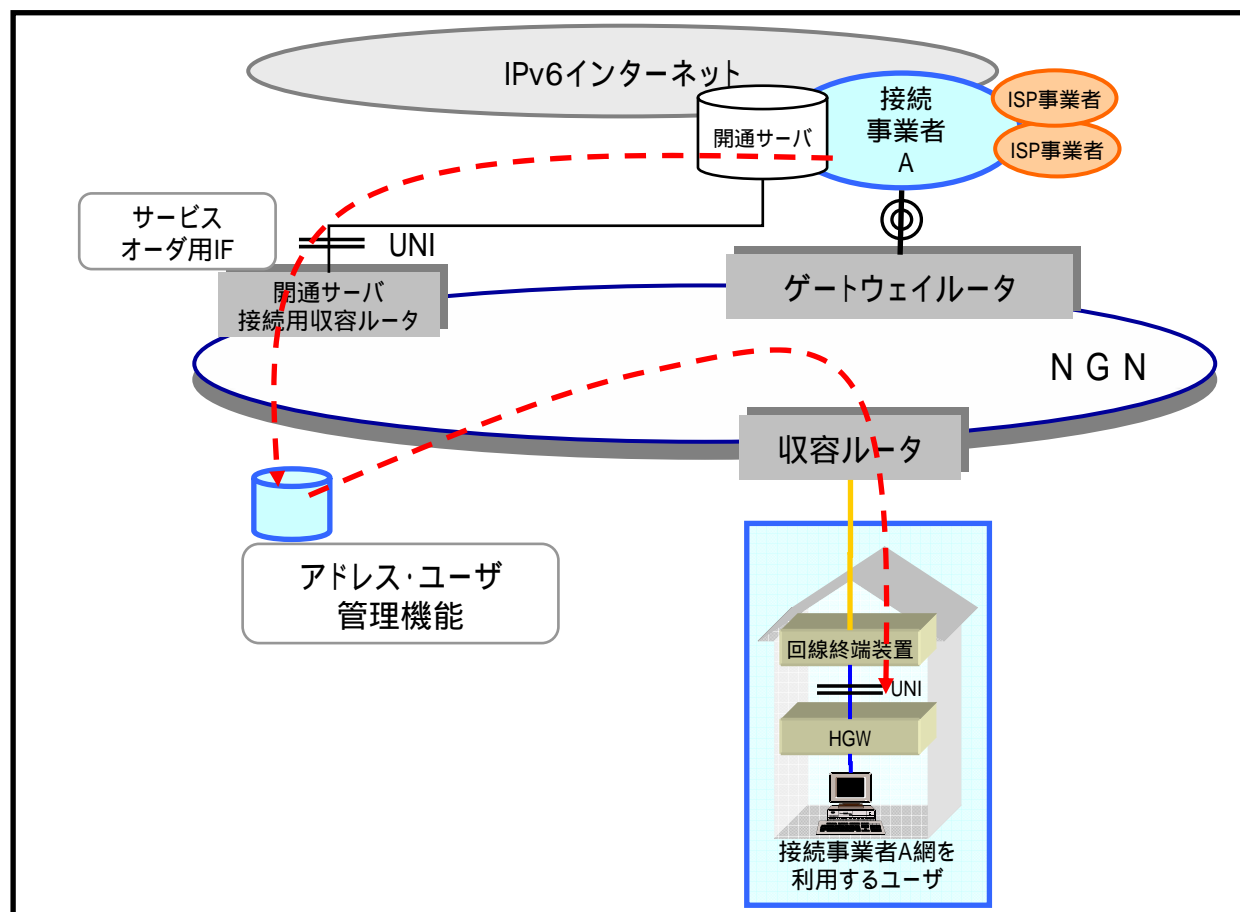 IPv6インターネット
接続
事業者
A
ISP事業者
ISP事業者
開通サーバ
サービス
オーダ用IF
UNI
開通サーバ
接続用収容ルータ
ゲートウェイルータ
ＮＧＮ
収容ルータ
アドレス・ユーザ
管理機能
回線終端装置
UNI
HGW
接続事業者A網を
利用するユーザ